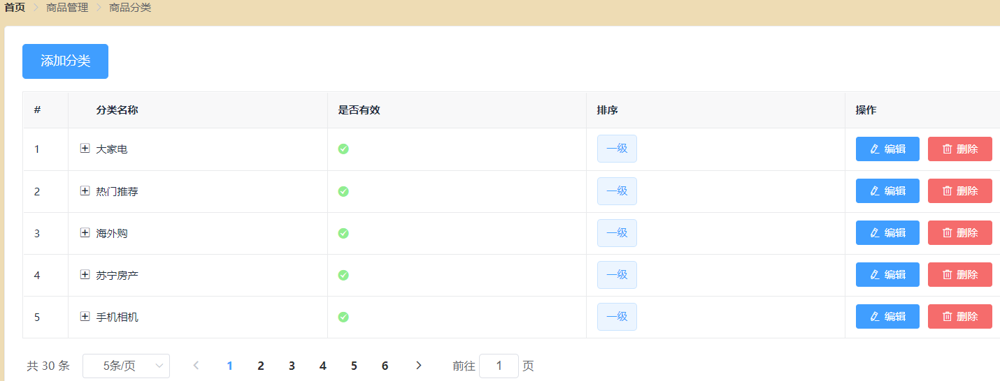 首页 商品管理 商品分类
添加分类
# 分类名称 是否有效 排序 操作
1 大家电 一级 编辑 删除
2 热门推荐 一级 编辑 删除
3 海外购 一级 编辑 删除
4 苏宁房产 一级 编辑 删除
5 手机相机 一级 编辑 删除
共 30 条 5条/页 1 2 3 4 5 6 前往 1 页